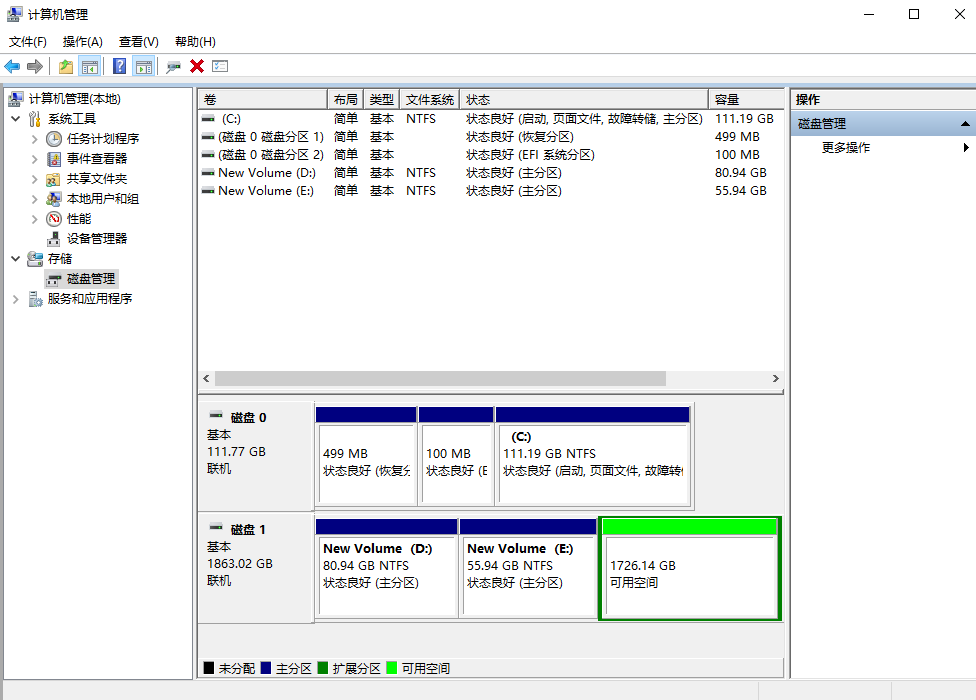 计算机管理
文件(F) 操作(A) 查看(V) 帮助(H)
计算机管理(本地)
系统工具
任务计划程序
事件查看器
共享文件夹
本地用户和组
性能
设备管理器
存储
磁盘管理
服务和应用程序
卷 布局 类型 文件系统 状态 容量
(C:) 简单 基本 NTFS 状态良好 (启动, 页面文件, 故障转储, 主分区) 111.19 GB
(磁盘 0 磁盘分区 1) 简单 基本 状态良好 (恢复分区) 499 MB
(磁盘 0 磁盘分区 2) 简单 基本 状态良好 (EFI 系统分区) 100 MB
New Volume (D:) 简单 基本 NTFS 状态良好 (主分区) 80.94 GB
New Volume (E:) 简单 基本 NTFS 状态良好 (主分区) 55.94 GB
磁盘 0
基本
111.77 GB
联机
499 MB
状态良好 (恢复分
100 MB
状态良好 (E
(C:)
111.19 GB NTFS
状态良好 (启动, 页面文件, 故障转
磁盘 1
基本
1863.02 GB
联机
New Volume (D:)
80.94 GB NTFS
状态良好 (主分区)
New Volume (E:)
55.94 GB NTFS
状态良好 (主分区)
1726.14 GB
可用空间
未分配 主分区 扩展分区 可用空间
操作
磁盘管理
更多操作